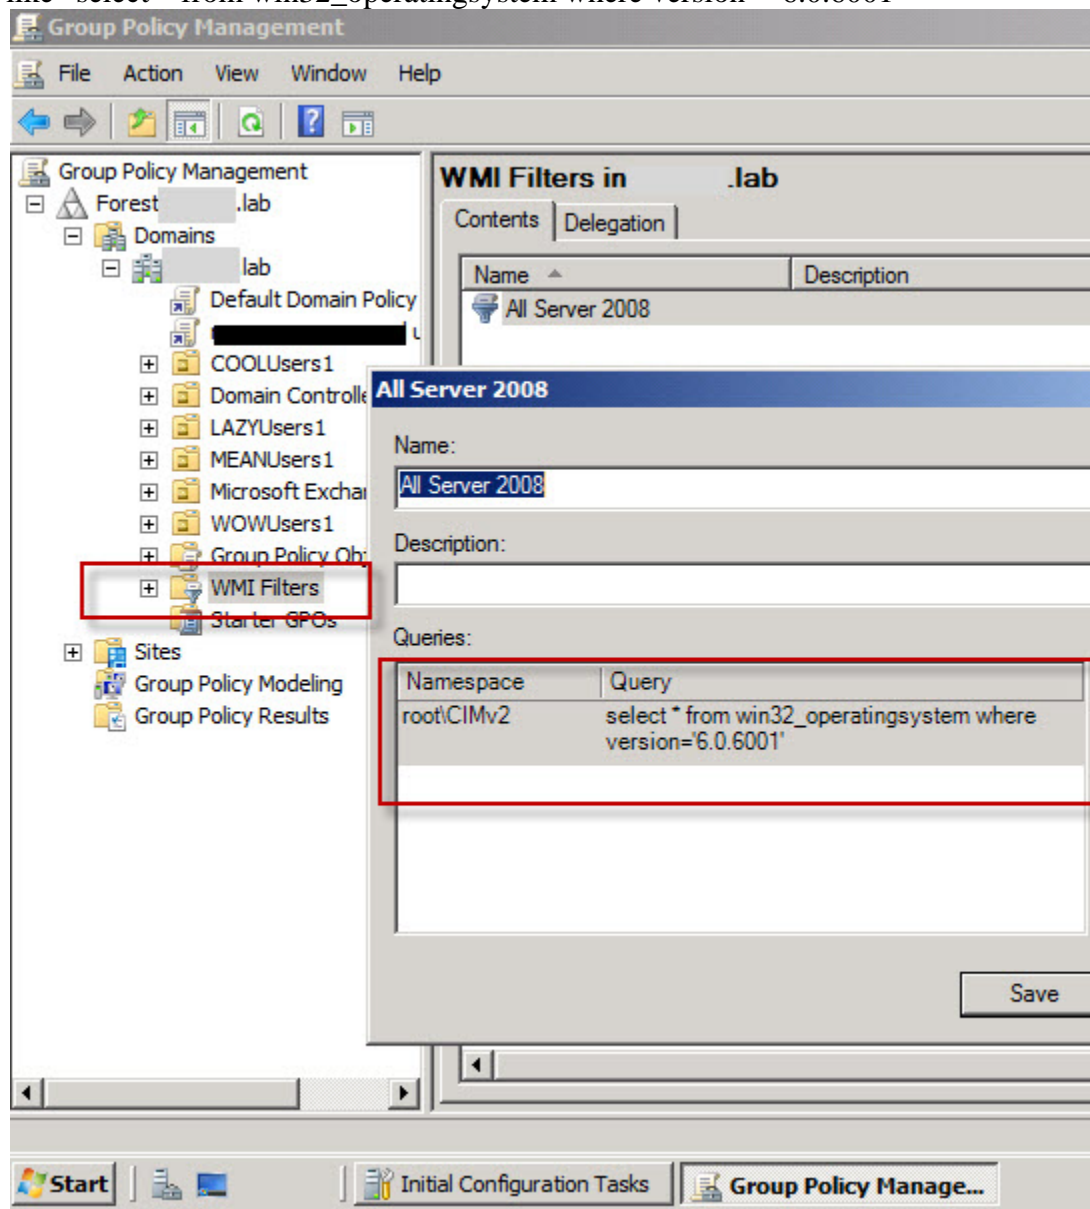 Group Policy Management
File Action View Window Help
Group Policy Management
Forest .lab
Domains
lab
Default Domain Policy
COOLUsers1
Domain Controlle
LAZYUsers1
MEANUsers1
Microsoft Exchan
WOWUsers1
Group Policy Obj
WMI Filters
Starter GPOs
Sites
Group Policy Modeling
Group Policy Results
WMI Filters in .lab
Contents Delegation
Name Description
All Server 2008
All Server 2008
Name:
All Server 2008
Description:
Queries:
Namespace Query
root\CIMv2 select * from win32_operatingsystem where
version='6.0.6001'
Save
Start Initial Configuration Tasks Group Policy Manage...